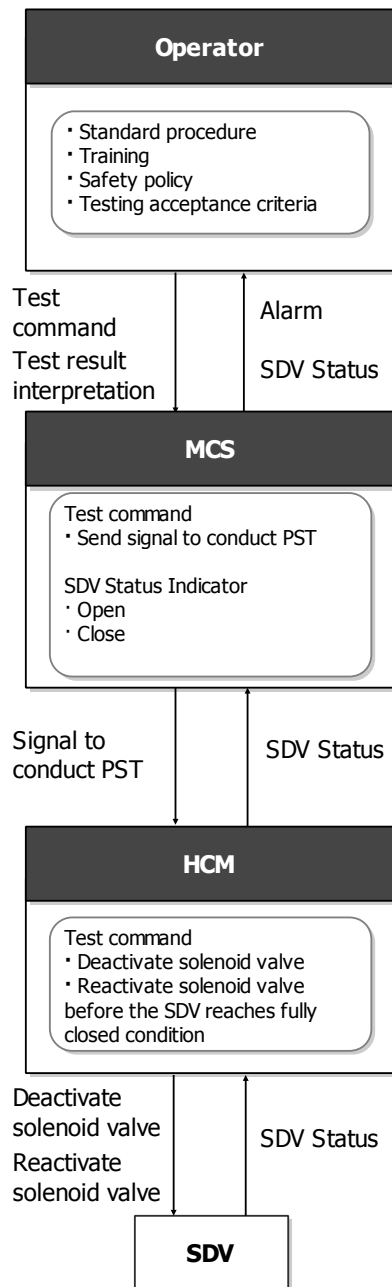 Operator
· Standard procedure
· Training
· Safety policy
· Testing acceptance criteria
Test
command
Test result
interpretation
Alarm
SDV Status
MCS
Test command
· Send signal to conduct PST
SDV Status Indicator
· Open
· Close
Signal to
conduct PST
SDV Status
HCM
Test command
· Deactivate solenoid valve
· Reactivate solenoid valve
before the SDV reaches fully
closed condition
Deactivate
solenoid valve
Reactivate
solenoid valve
SDV Status
SDV